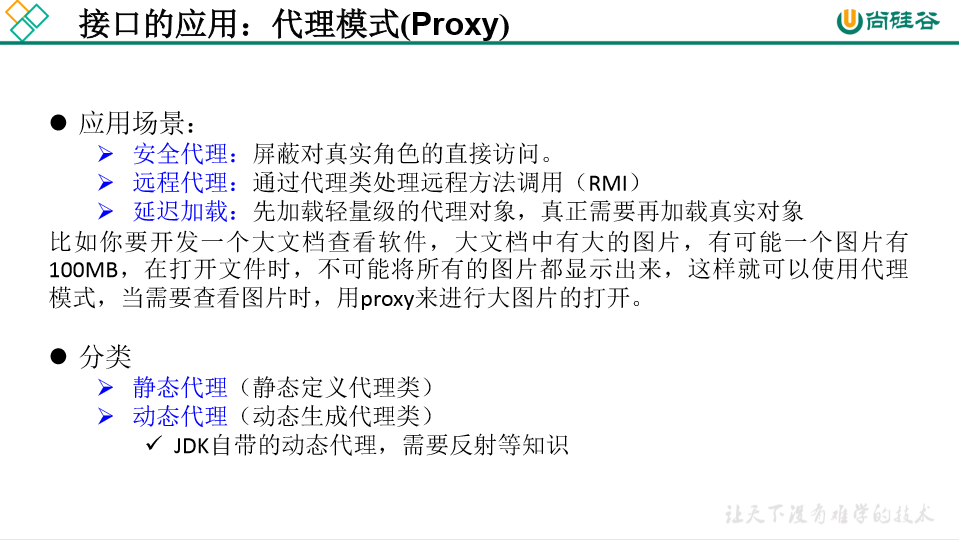 接口的应用：代理模式(Proxy)
尚硅谷
● 应用场景：
➢ 安全代理：屏蔽对真实角色的直接访问。
➢ 远程代理：通过代理类处理远程方法调用（RMI）
➢ 延迟加载：先加载轻量级的代理对象，真正需要再加载真实对象
比如你要开发一个大文档查看软件，大文档中有大的图片，有可能一个图片有
100MB，在打开文件时，不可能将所有的图片都显示出来，这样就可以使用代理
模式，当需要查看图片时，用proxy来进行大图片的打开。
● 分类
➢ 静态代理（静态定义代理类）
➢ 动态代理（动态生成代理类）
✓ JDK自带的动态代理，需要反射等知识
让天下没有难学的技术